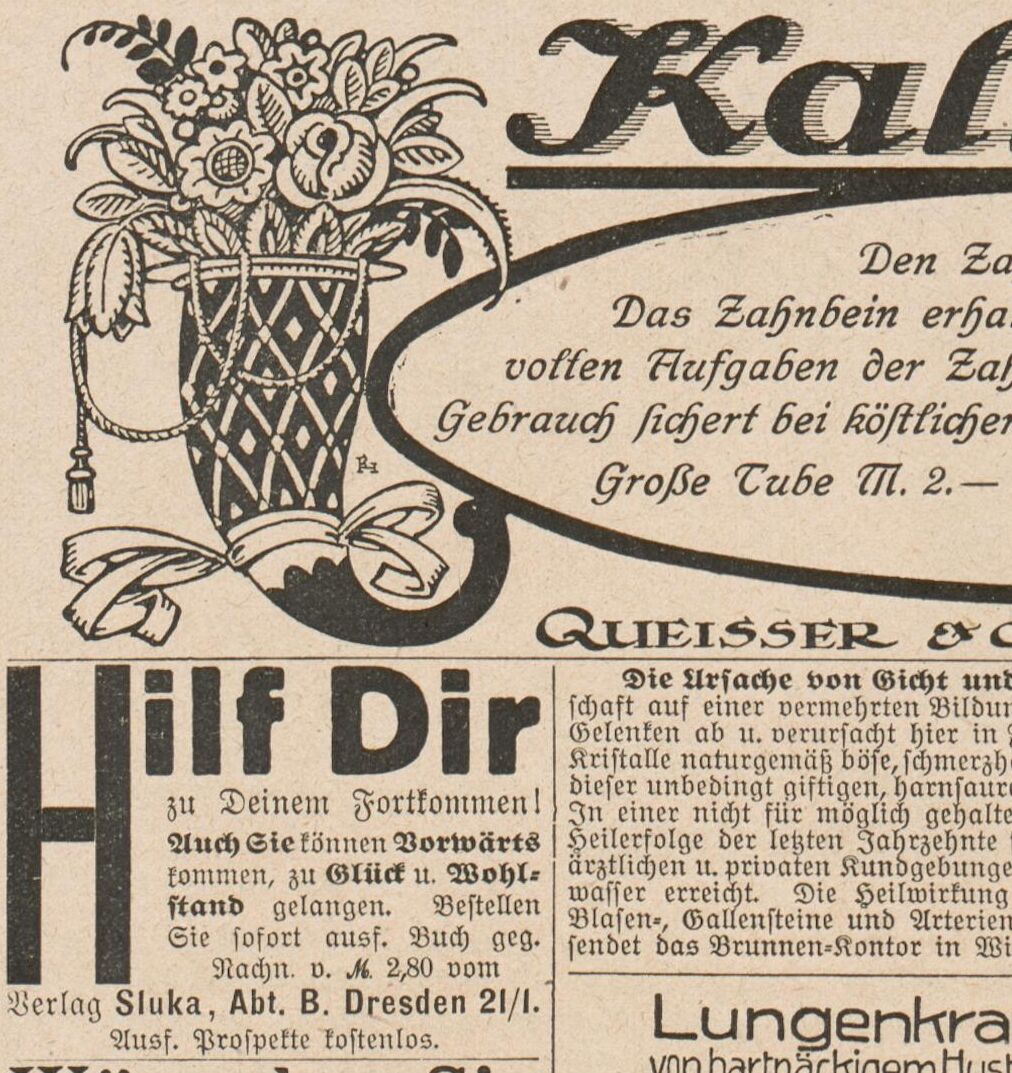 Kal
Den Za
Das Zahnbein erha
vollen Aufgaben der Zah
Gebrauch sichert bei köstlicher
Große Tube M. 2.—
QUEISSER & C
Hilf Dir
zu Deinem Fortkommen!
Auch Sie können Vorwärts
kommen, zu Glück u. Wohl-
stand gelangen. Bestellen
Sie sofort ausf. Buch geg.
Nachn. v. M. 2,80 vom
Verlag Sluka, Abt. B. Dresden 21/I.
Ausf. Prospekte kostenlos.
Die Ursache von Gicht und
schaft auf einer vermehrten Bildun
Gelenken ab u. verursacht hier in
Kristalle naturgemäß böse, schmerzh
dieser unbedingt giftigen, harnsaure
In einer nicht für möglich gehalte
Heilerfolge der letzten Jahrzehnte
ärztlichen u. privaten Kundgebunge
wasser erreicht. Die Heilwirkung
Blasen-, Gallensteine und Arterien
sendet das Brunnen-Kontor in Wi
Lungenkra
von hartnäckigem Hust